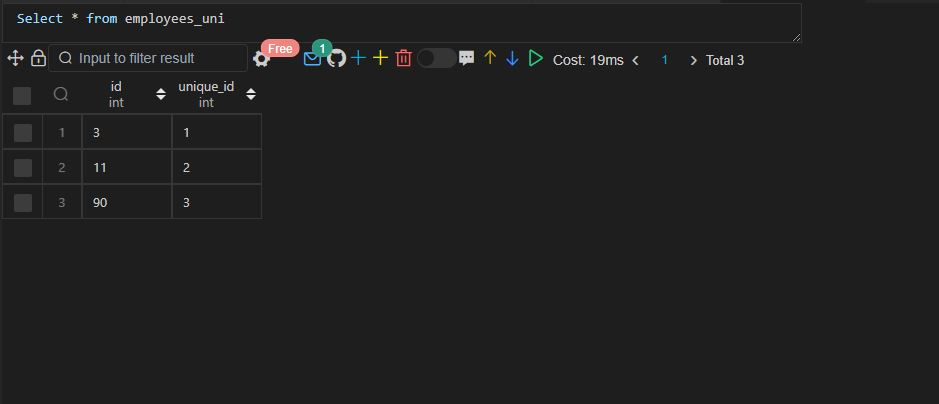 Select * from employees_uni
Input to filter result Free 1 Cost: 19ms 1 Total 3
id unique_id
int int
1 3 1
2 11 2
3 90 3